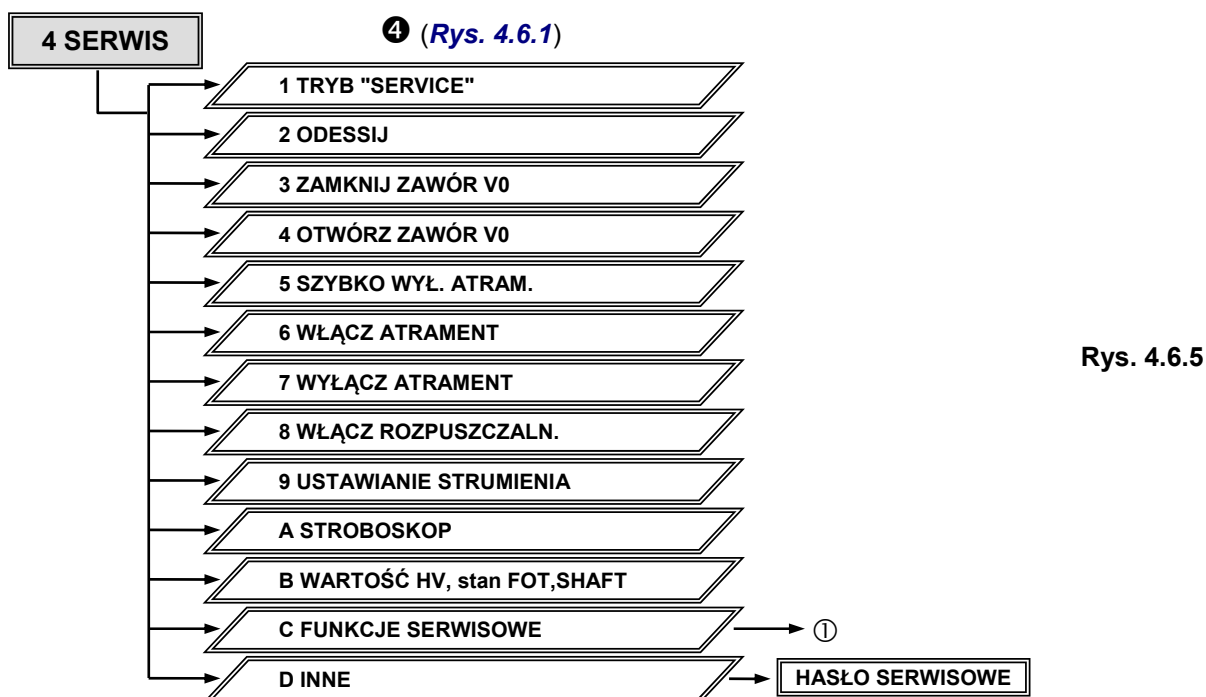 4 SERWIS
❹ (Rys. 4.6.1)
1 TRYB "SERVICE"
2 ODESSIJ
3 ZAMKNIJ ZAWÓR V0
4 OTWÓRZ ZAWÓR V0
5 SZYBKO WYŁ. ATRAM.
6 WŁĄCZ ATRAMENT
Rys. 4.6.5
7 WYŁĄCZ ATRAMENT
8 WŁĄCZ ROZPUSZCZALN.
9 USTAWIANIE STRUMIENIA
A STROBOSKOP
B WARTOŚĆ HV, stan FOT,SHAFT
C FUNKCJE SERWISOWE ①
D INNE HASŁO SERWISOWE